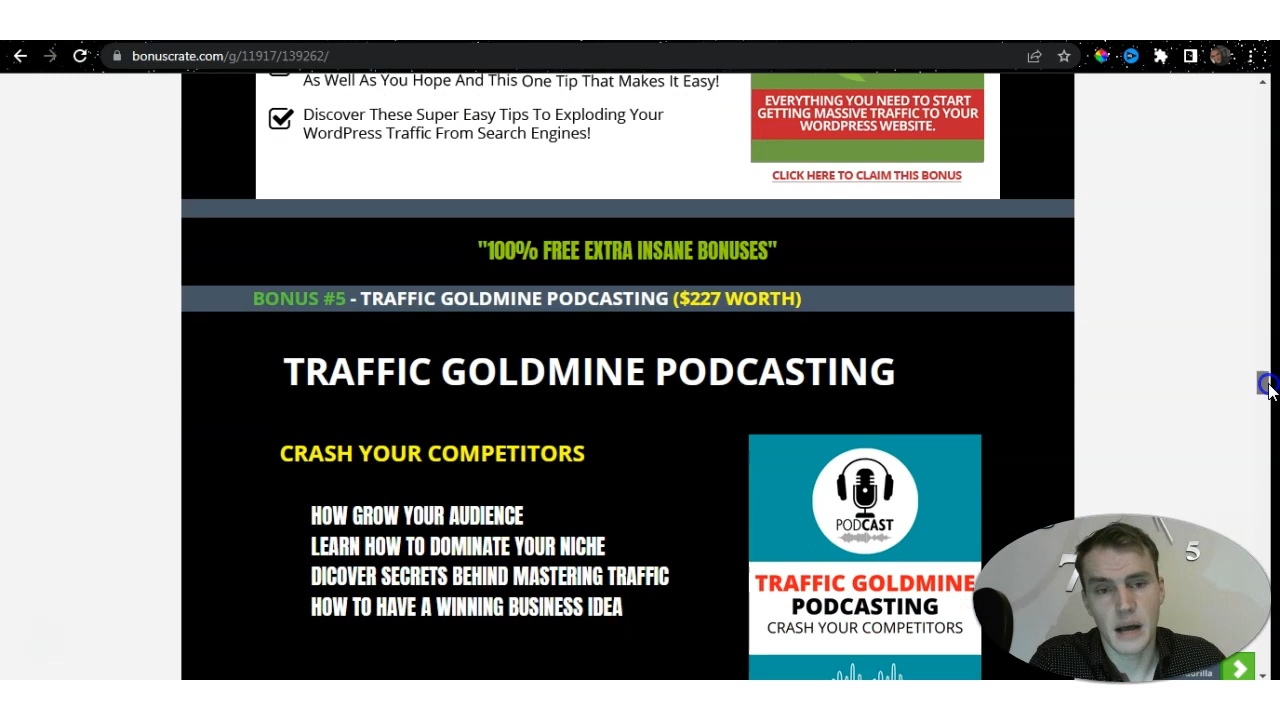 bonuscrate.com/g/11917/139262/
As Well As You Hope And This One Tip That Makes It Easy!
Discover These Super Easy Tips To Exploding Your
WordPress Traffic From Search Engines!
EVERYTHING YOU NEED TO START
GETTING MASSIVE TRAFFIC TO YOUR
WORDPRESS WEBSITE.
CLICK HERE TO CLAIM THIS BONUS
"100% FREE EXTRA INSANE BONUSES"
BONUS #5 - TRAFFIC GOLDMINE PODCASTING ($227 WORTH)
TRAFFIC GOLDMINE PODCASTING
CRASH YOUR COMPETITORS
HOW GROW YOUR AUDIENCE
LEARN HOW TO DOMINATE YOUR NICHE
DICOVER SECRETS BEHIND MASTERING TRAFFIC
HOW TO HAVE A WINNING BUSINESS IDEA
PODCAST
TRAFFIC GOLDMINE
PODCASTING
CRASH YOUR COMPETITORS
7 5